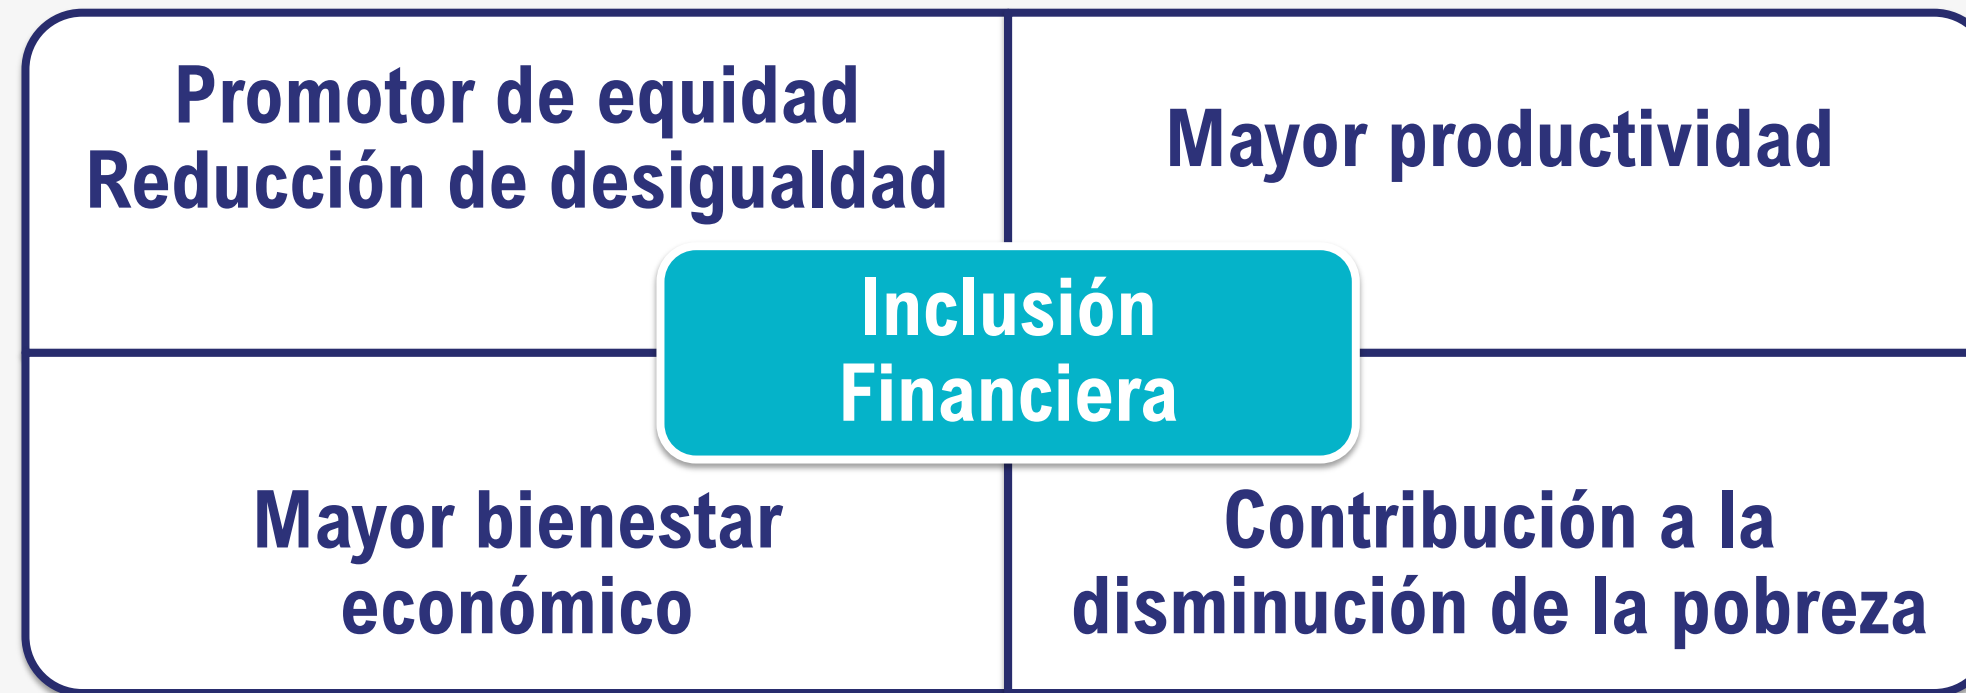 Promotor de equidad
Reducción de desigualdad
Mayor productividad
Inclusión
Financiera
Mayor bienestar
económico
Contribución a la
disminución de la pobreza